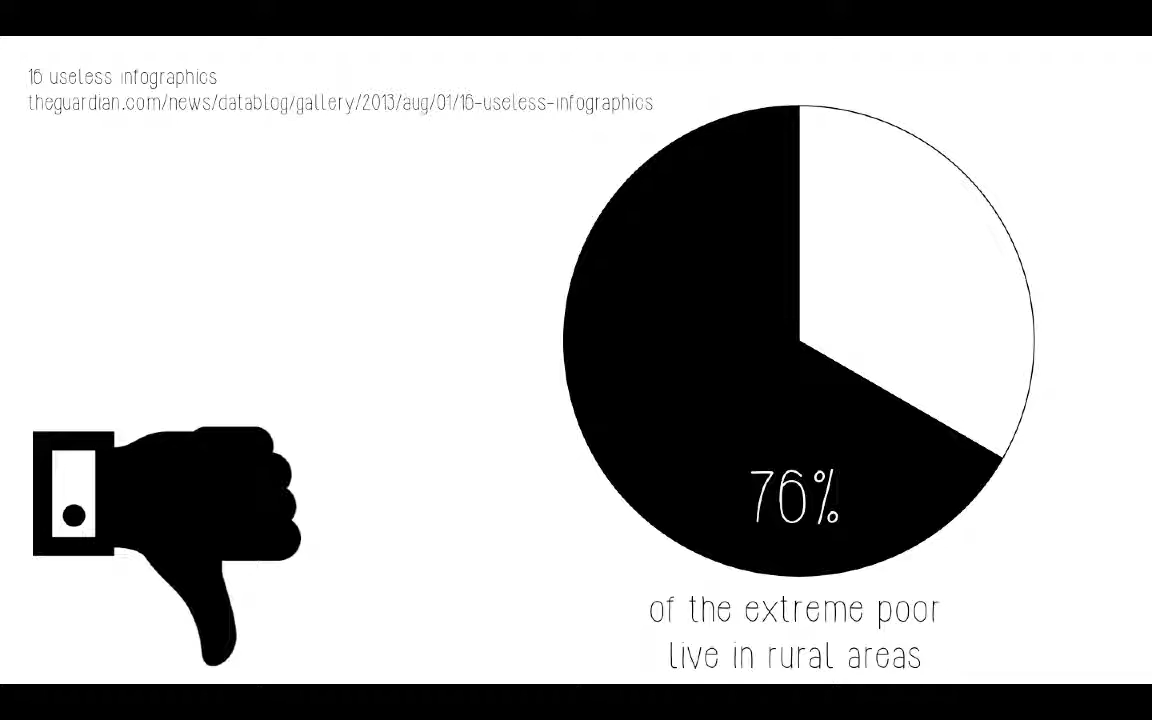 16 useless infographics
theguardian.com/news/datablog/gallery/2013/aug/01/16-useless-infographics
76%
of the extreme poor
live in rural areas